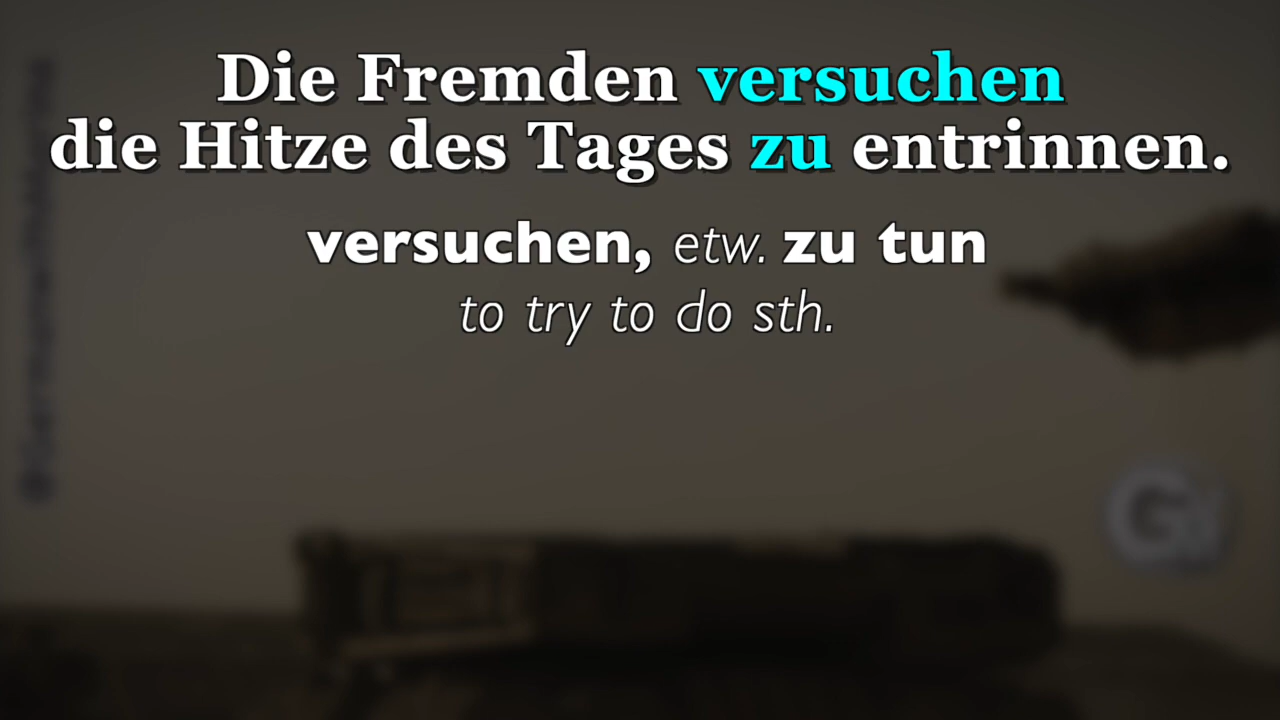 Die Fremden versuchen
die Hitze des Tages zu entrinnen.
versuchen, etw. zu tun
to try to do sth.